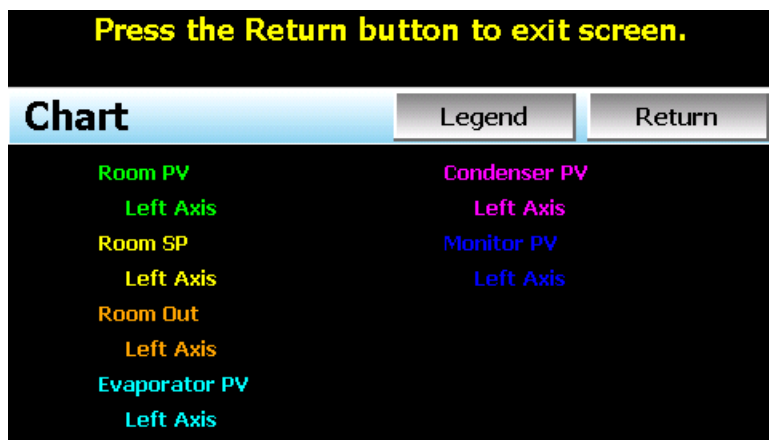 Press the Return button to exit screen.
Chart
Legend
Return
Room PV
Left Axis
Room SP
Left Axis
Room Out
Left Axis
Evaporator PV
Left Axis
Condenser PV
Left Axis
Monitor PV
Left Axis